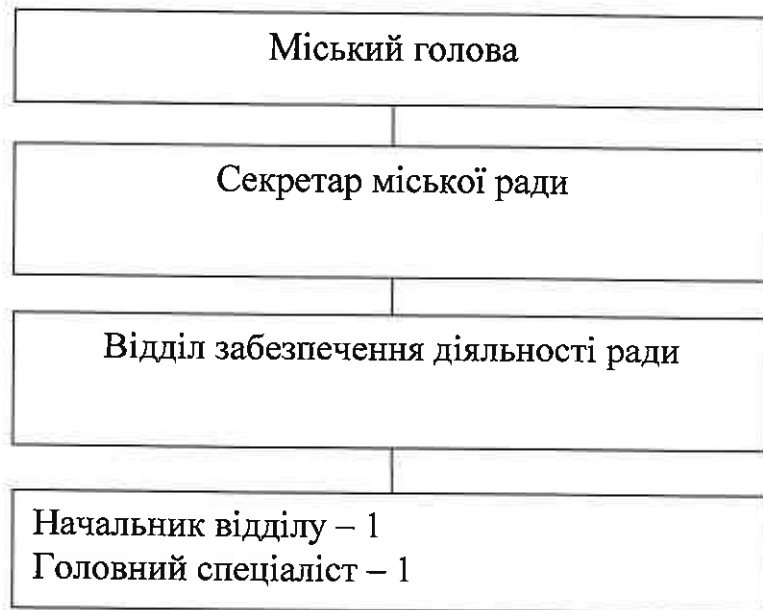 Міський голова
Секретар міської ради
Відділ забезпечення діяльності ради
Начальник відділу – 1
Головний спеціаліст – 1